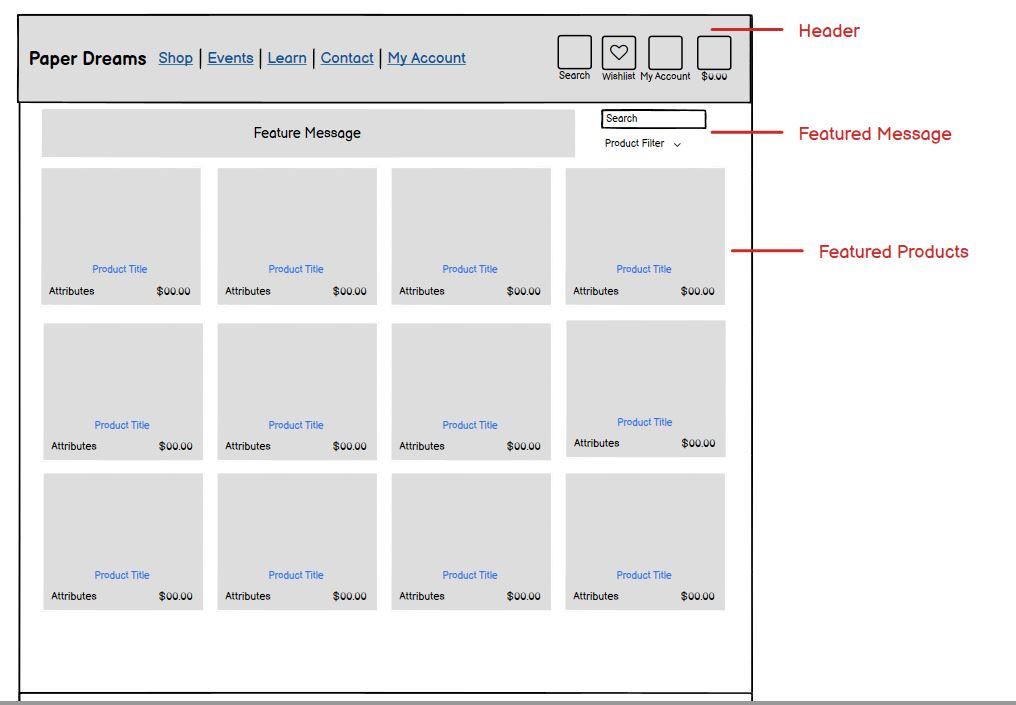 Header
Paper Dreams Shop | Events | Learn | Contact | My Account
Search Wishlist My Account $0.00
Feature Message
Search
Product Filter
Featured Message
Featured Products
Product Title Product Title Product Title Product Title
Attributes $00.00 Attributes $00.00 Attributes $00.00 Attributes $00.00
Product Title Product Title Product Title Product Title
Attributes $00.00 Attributes $00.00 Attributes $00.00 Attributes $00.00
Product Title Product Title Product Title Product Title
Attributes $00.00 Attributes $00.00 Attributes $00.00 Attributes $00.00